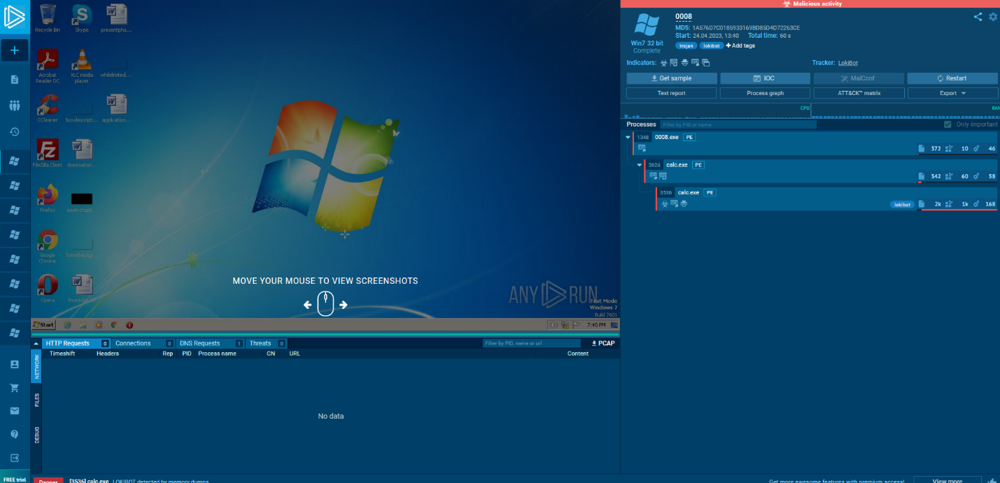 Recycle Bin
Skype
presentpha...
Acrobat
Reader DC
VLC media
player
whilelimited....
CCleaner
boxdescripti...
application....
FileZilla Client
doesmateri...
Firefox
easilychapt...
Google
Chrome
formsbackgr...
Opera
MOVE YOUR MOUSE TO VIEW SCREENSHOTS
ANY RUN
Test Mode
Windows 7
Build 7601
Start
7:40 PM
HTTP Requests 0 Connections 0 DNS Requests 1 Threats 0 Filter by PID, name or url PCAP
Timeshift Headers Rep PID Process name CN URL Content
NETWORK
FILES
DEBUG
No data
FREE trial
Danger [3536] calc.exe LOKIBOT detected by memory dumps
Malicious activity
0008
MD5: 1A576D7C0185933169BD85D4D72263CE
Start: 24.04.2023, 13:40 Total time: 60 s
Win7 32 bit
Complete
trojan lokibot + Add tags
Indicators:
Tracker: LokiBot
Get sample IOC MalConf Restart
Text report Process graph ATT&CK™ matrix Export
CPU
RAM
Processes Filter by PID or name Only important
1348 0008.exe PE
372 10 46
3624 calc.exe PE
342 60 58
3536 calc.exe PE
lokibot 2k 1k 168
Get more awesome features with premium access! View more